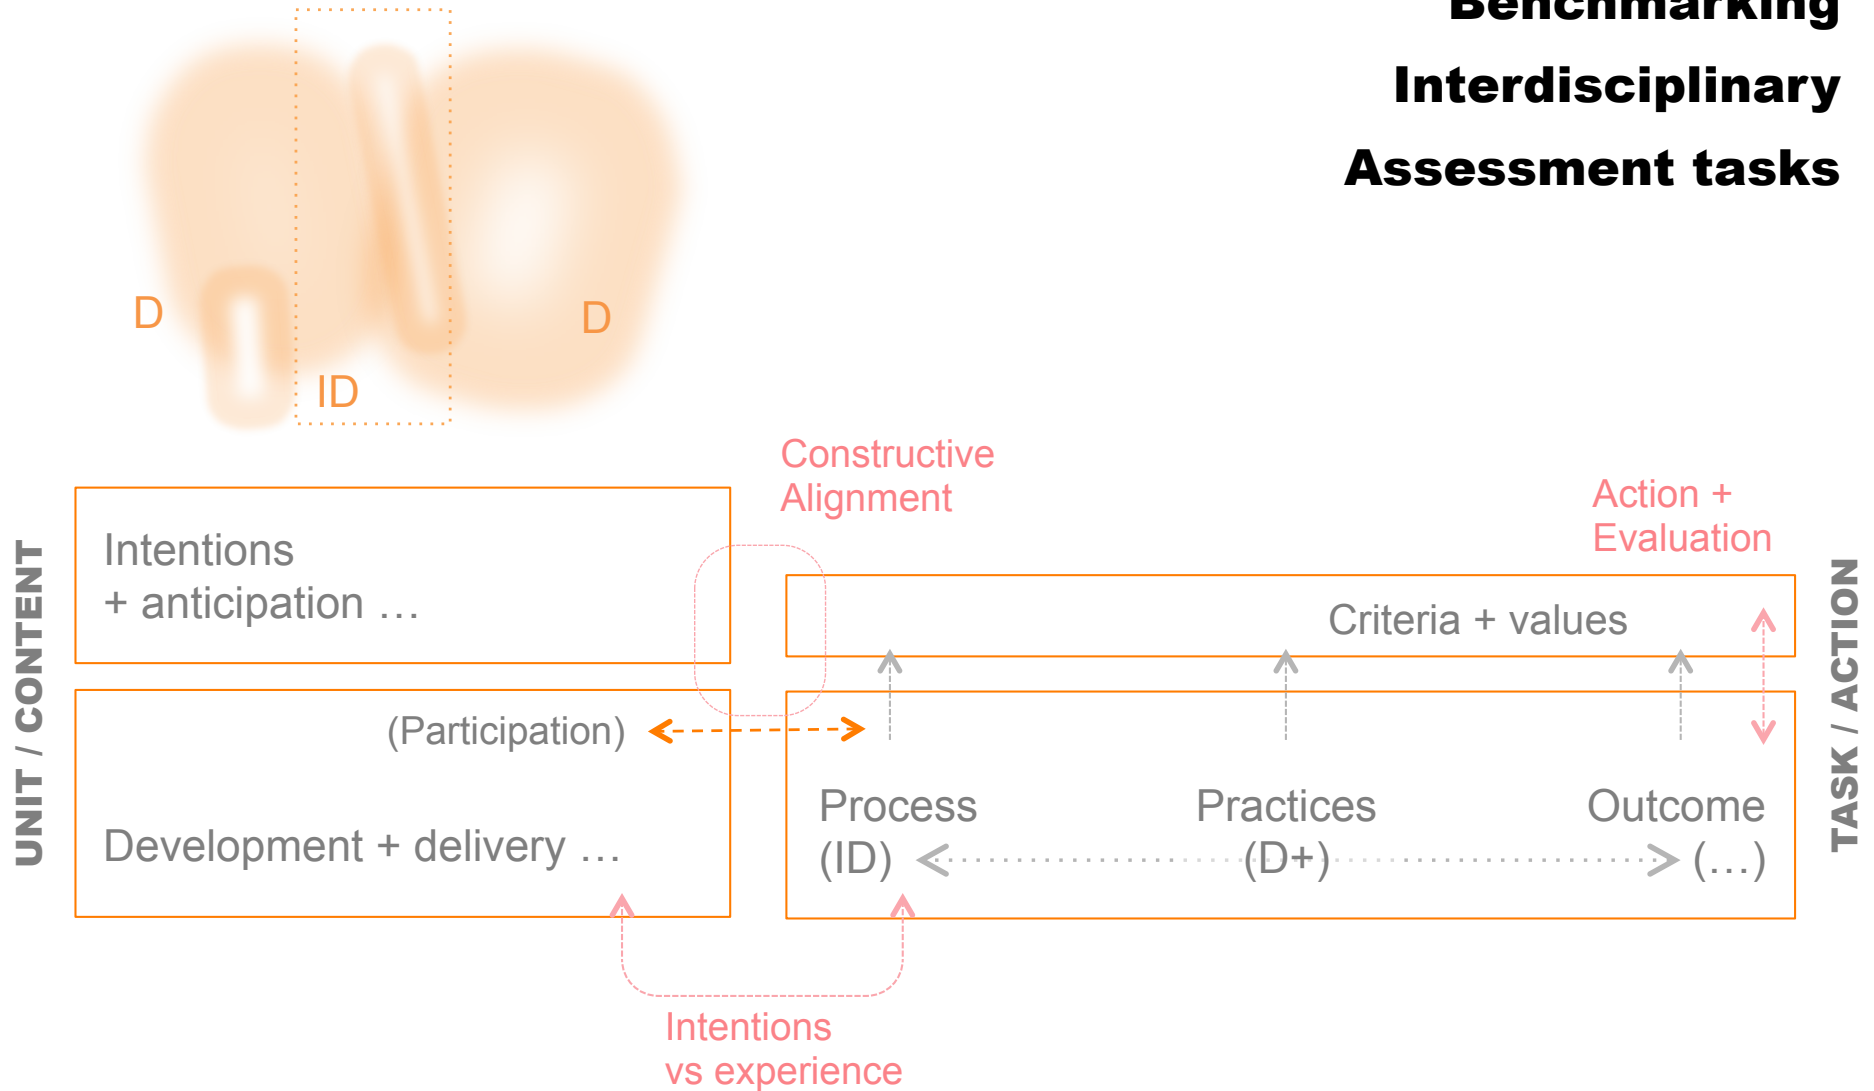 Benchmarking
Interdisciplinary
Assessment tasks
D
D
ID
Constructive
Alignment
Action +
Evaluation
UNIT / CONTENT
Intentions
+ anticipation …
Criteria + values
TASK / ACTION
(Participation)
Development + delivery …
Process
(ID)
Practices
(D+)
Outcome
(…)
Intentions
vs experience